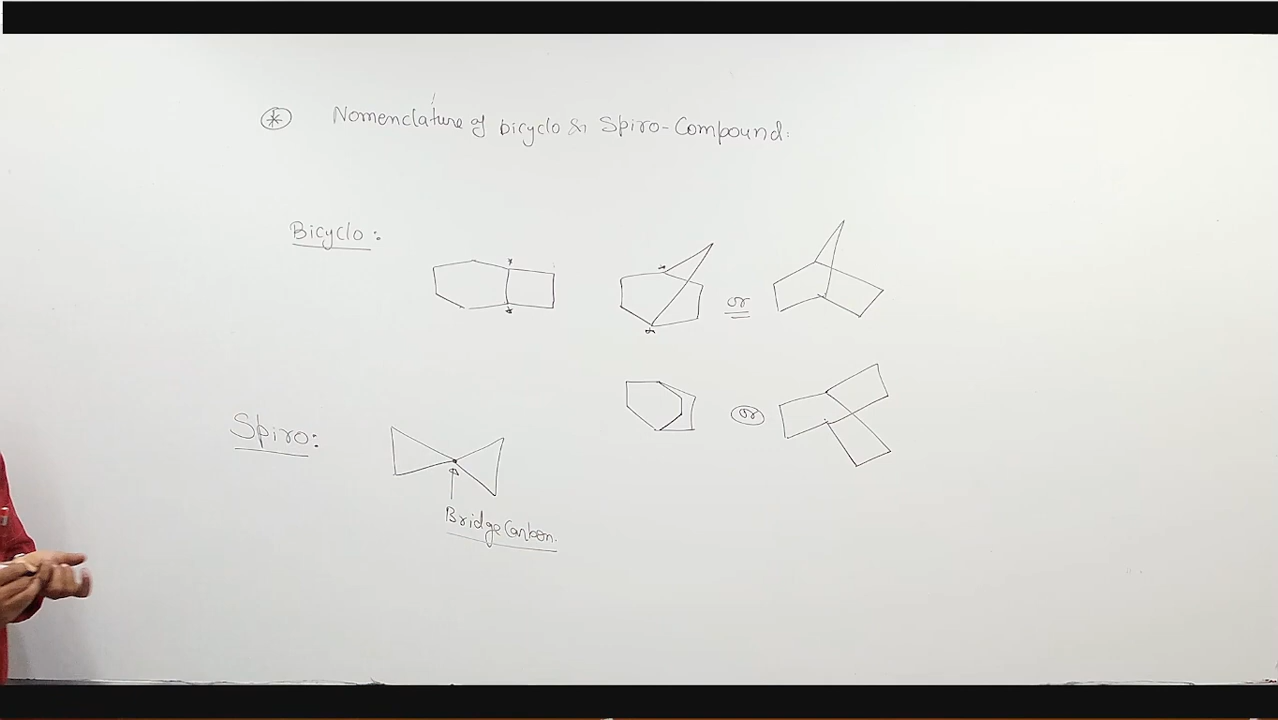 ⊛ Nomenclature of bicyclo & Spiro-Compound:
Bicyclo:
* *
or
*
*
or
Spiro:
Bridge Carbon.